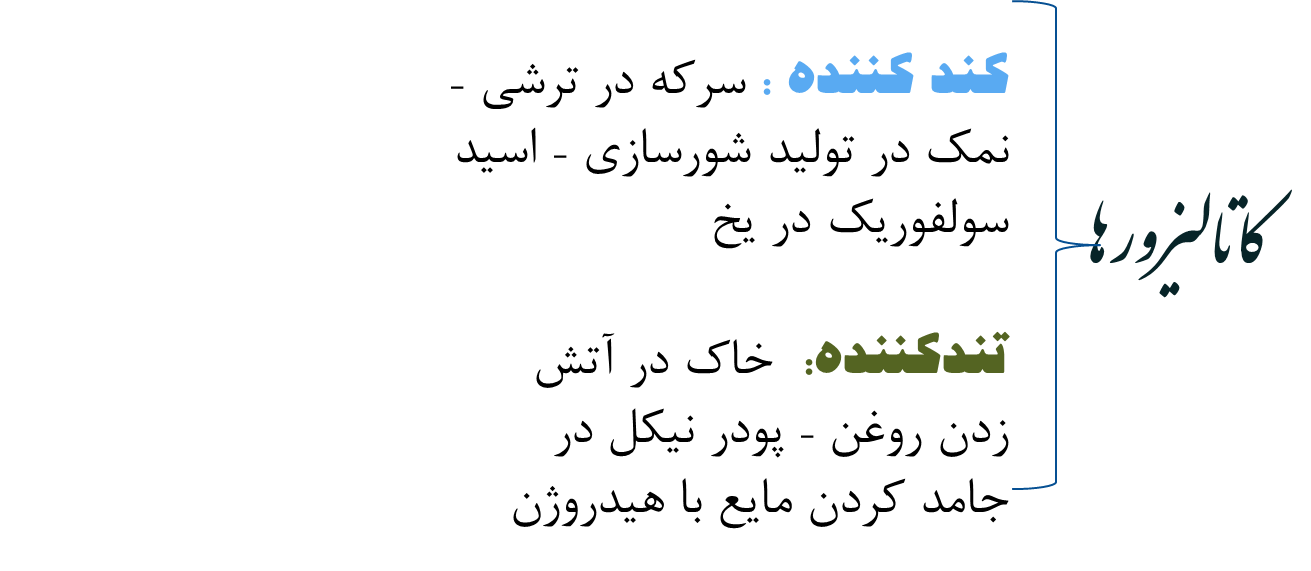 کاتالیزورها
کند کننده : سرکه در ترشی -
نمک در تولید شورسازی - اسید
سولفوریک در یخ
تندکننده: خاک در آتش
زدن روغن - پودر نیکل در
جامد کردن مایع با هیدروژن